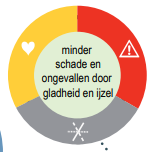 minder
schade en
ongevallen door
gladheid en ijzel